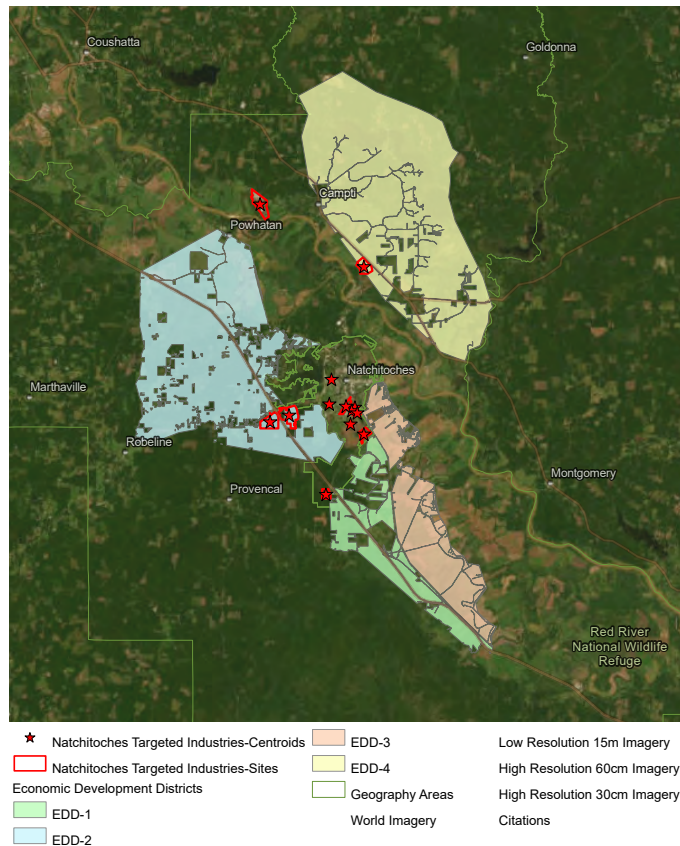 Coushatta
Goldonna
Campti
Powhatan
Natchitoches
Marthaville
Robeline
Provencal
Montgomery
Red River
National Wildlife
Refuge
Natchitoches Targeted Industries-Centroids
Natchitoches Targeted Industries-Sites
Economic Development Districts
EDD-1
EDD-2
EDD-3
EDD-4
Geography Areas
World Imagery
Low Resolution 15m Imagery
High Resolution 60cm Imagery
High Resolution 30cm Imagery
Citations